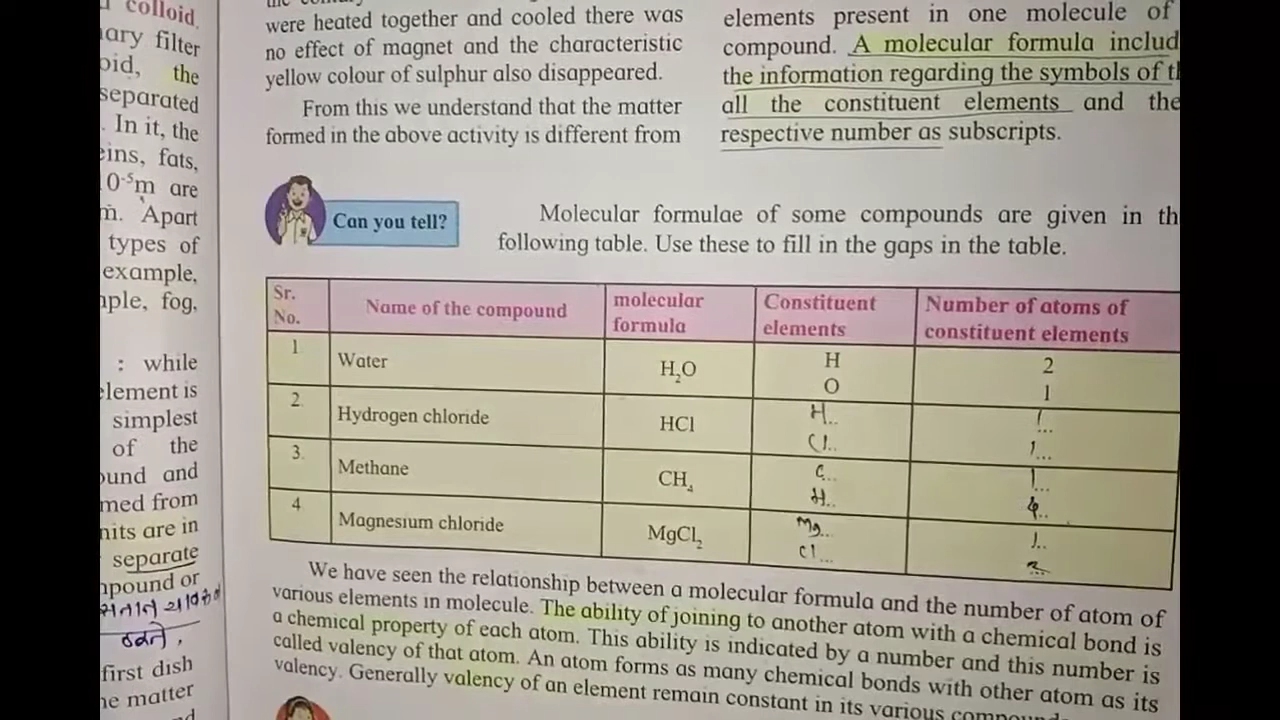 colloid
ary filter
oid, the
separated
. In it, the
eins, fats,
10⁻⁵m are
m. Apart
types of
example,
ple, fog,
: while
element is
simplest
of the
ound and
med from
nits are in
separate
pound or
ठवते.
first dish
he matter
were heated together and cooled there was
no effect of magnet and the characteristic
yellow colour of sulphur also disappeared.
From this we understand that the matter
formed in the above activity is different from
elements present in one molecule of
compound. A molecular formula includ
the information regarding the symbols of th
all the constituent elements and the
respective number as subscripts.
Can you tell?
Molecular formulae of some compounds are given in th
following table. Use these to fill in the gaps in the table.
Sr. No. Name of the compound molecular formula Constituent elements Number of atoms of constituent elements
1 Water H₂O H 2
O 1
2. Hydrogen chloride HCl H.. 1...
Cl.. 1...
3. Methane CH₄ C... 1...
H.. 4..
4 Magnesium chloride MgCl₂ Mg.. 1..
Cl... 2...
We have seen the relationship between a molecular formula and the number of atom of
various elements in molecule. The ability of joining to another atom with a chemical bond is
a chemical property of each atom. This ability is indicated by a number and this number is
called valency of that atom. An atom forms as many chemical bonds with other atom as its
valency. Generally valency of an element remain constant in its various compounds